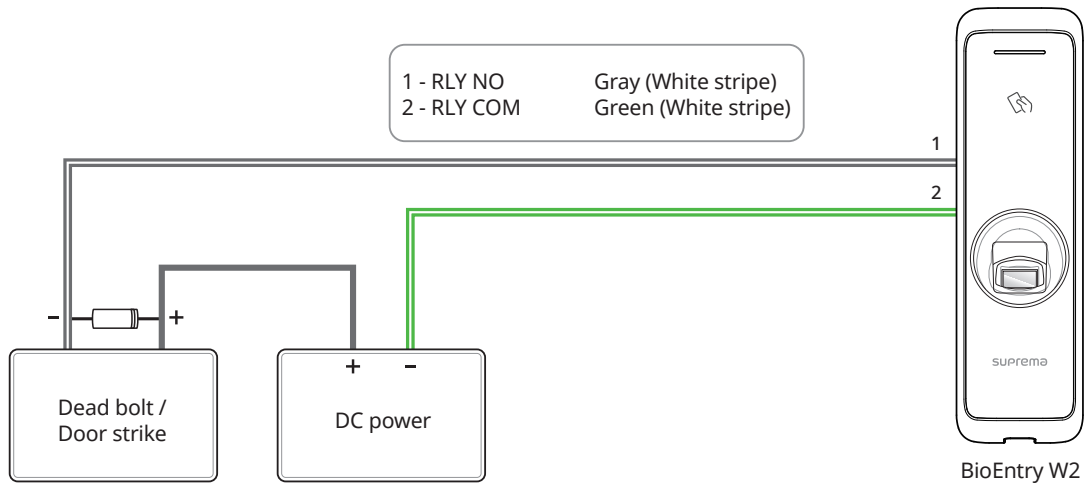 1 - RLY NO Gray (White stripe)
2 - RLY COM Green (White stripe)
1
2
- +
+ -
suprema
Dead bolt /
Door strike
DC power
BioEntry W2